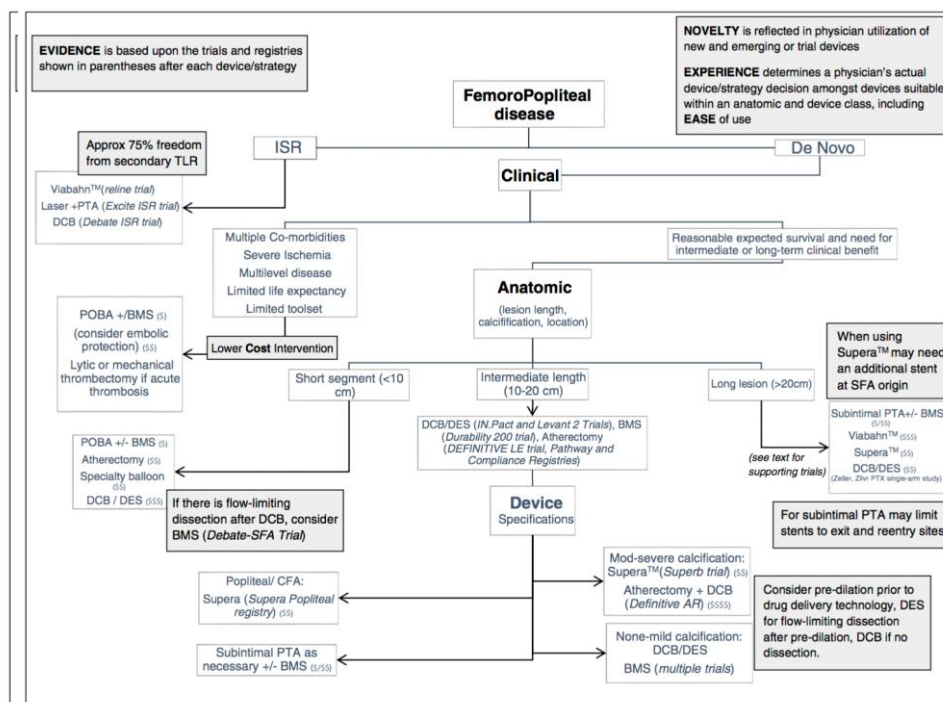 EVIDENCE is based upon the trials and registries
shown in parentheses after each device/strategy
NOVELTY is reflected in physician utilization of
new and emerging or trial devices
EXPERIENCE determines a physician's actual
device/strategy decision amongst devices suitable
within an anatomic and device class, including
EASE of use
FemoroPopliteal
disease
Approx 75% freedom
from secondary TLR
ISR
De Novo
Clinical
Viabahn™(reline trial)
Laser +PTA (Excite ISR trial)
DCB (Debate ISR trial)
Multiple Co-morbidities
Severe Ischemia
Multilevel disease
Limited life expectancy
Limited toolset
Reasonable expected survival and need for
intermediate or long-term clinical benefit
Anatomic
(lesion length,
calcifification, location)
POBA +/BMS (S)
(consider embolic
protection) (SS)
Lytic or mechanical
thrombectomy if acute
thrombosis
Lower Cost Intervention
When using
Supera™ may need
an additional stent
at SFA origin
Short segment (<10
cm)
Intermediate length
(10-20 cm)
Long lesion (>20cm)
DCB/DES (IN.Pact and Levant 2 Trials), BMS
(Durability 200 trial), Atherectomy
(DEFINITIVE LE trial, Pathway and
Compliance Registries)
(see text for
supporting trials)
Subintimal PTA+/- BMS
(S/SS)
Viabahn™ (SSS)
Supera™ (SS)
DCB/DES (SS)
(Zeller, Zilvr PTX single-arm study)
POBA +/- BMS (S)
Atherectomy (SS)
Specialty balloon
(SS)
DCB / DES (SSS)
If there is flow-limiting
dissection after DCB, consider
BMS (Debate-SFA Trial)
Device
Specifications
For subintimal PTA may limit
stents to exit and reentry sites
Popliteal/ CFA:
Supera (Supera Popliteal
registry) (SS)
Mod-severe calcification:
Supera™(Superb trial) (SS)
Atherectomy + DCB
(Definitive AR) (SSSS)
Consider pre-dilation prior to
drug delivery technology, DES
for flow-limiting dissection
after pre-dilation, DCB if no
dissection.
Subintimal PTA as
necessary +/- BMS (S/SS)
None-mild calcification:
DCB/DES
BMS (multiple trials)